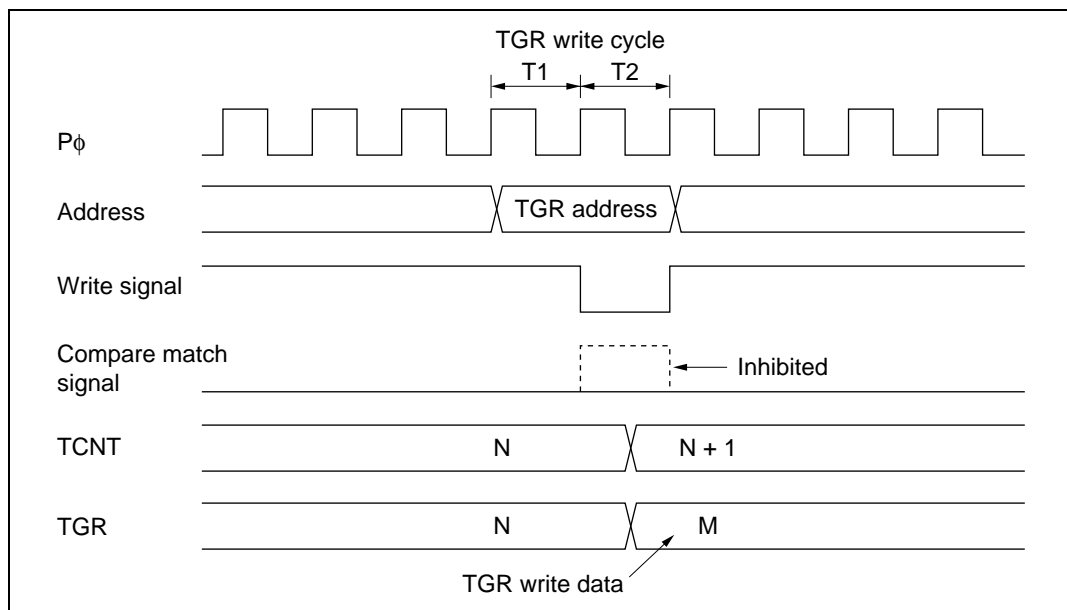 TGR write cycle
T1 T2
Pϕ
Address
TGR address
Write signal
Compare match
signal
Inhibited
TCNT
N
N + 1
TGR
N
M
TGR write data